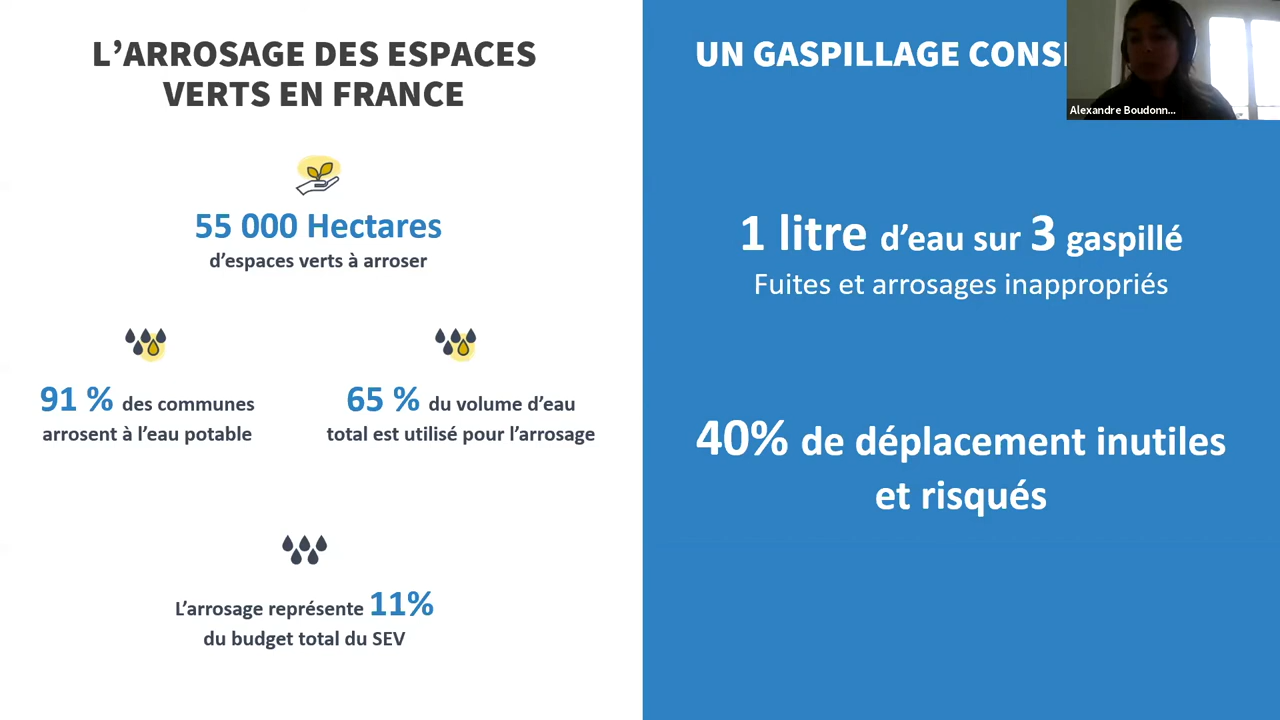 L’ARROSAGE DES ESPACES
VERTS EN FRANCE
55 000 Hectares
d’espaces verts à arroser
91 % des communes
arrosent à l’eau potable
65 % du volume d’eau
total est utilisé pour l’arrosage
L’arrosage représente 11%
du budget total du SEV
UN GASPILLAGE
Alexandre Boudonn...
1 litre d’eau sur 3 gaspillé
Fuites et arrosages inappropriés
40% de déplacement inutiles
et risqués